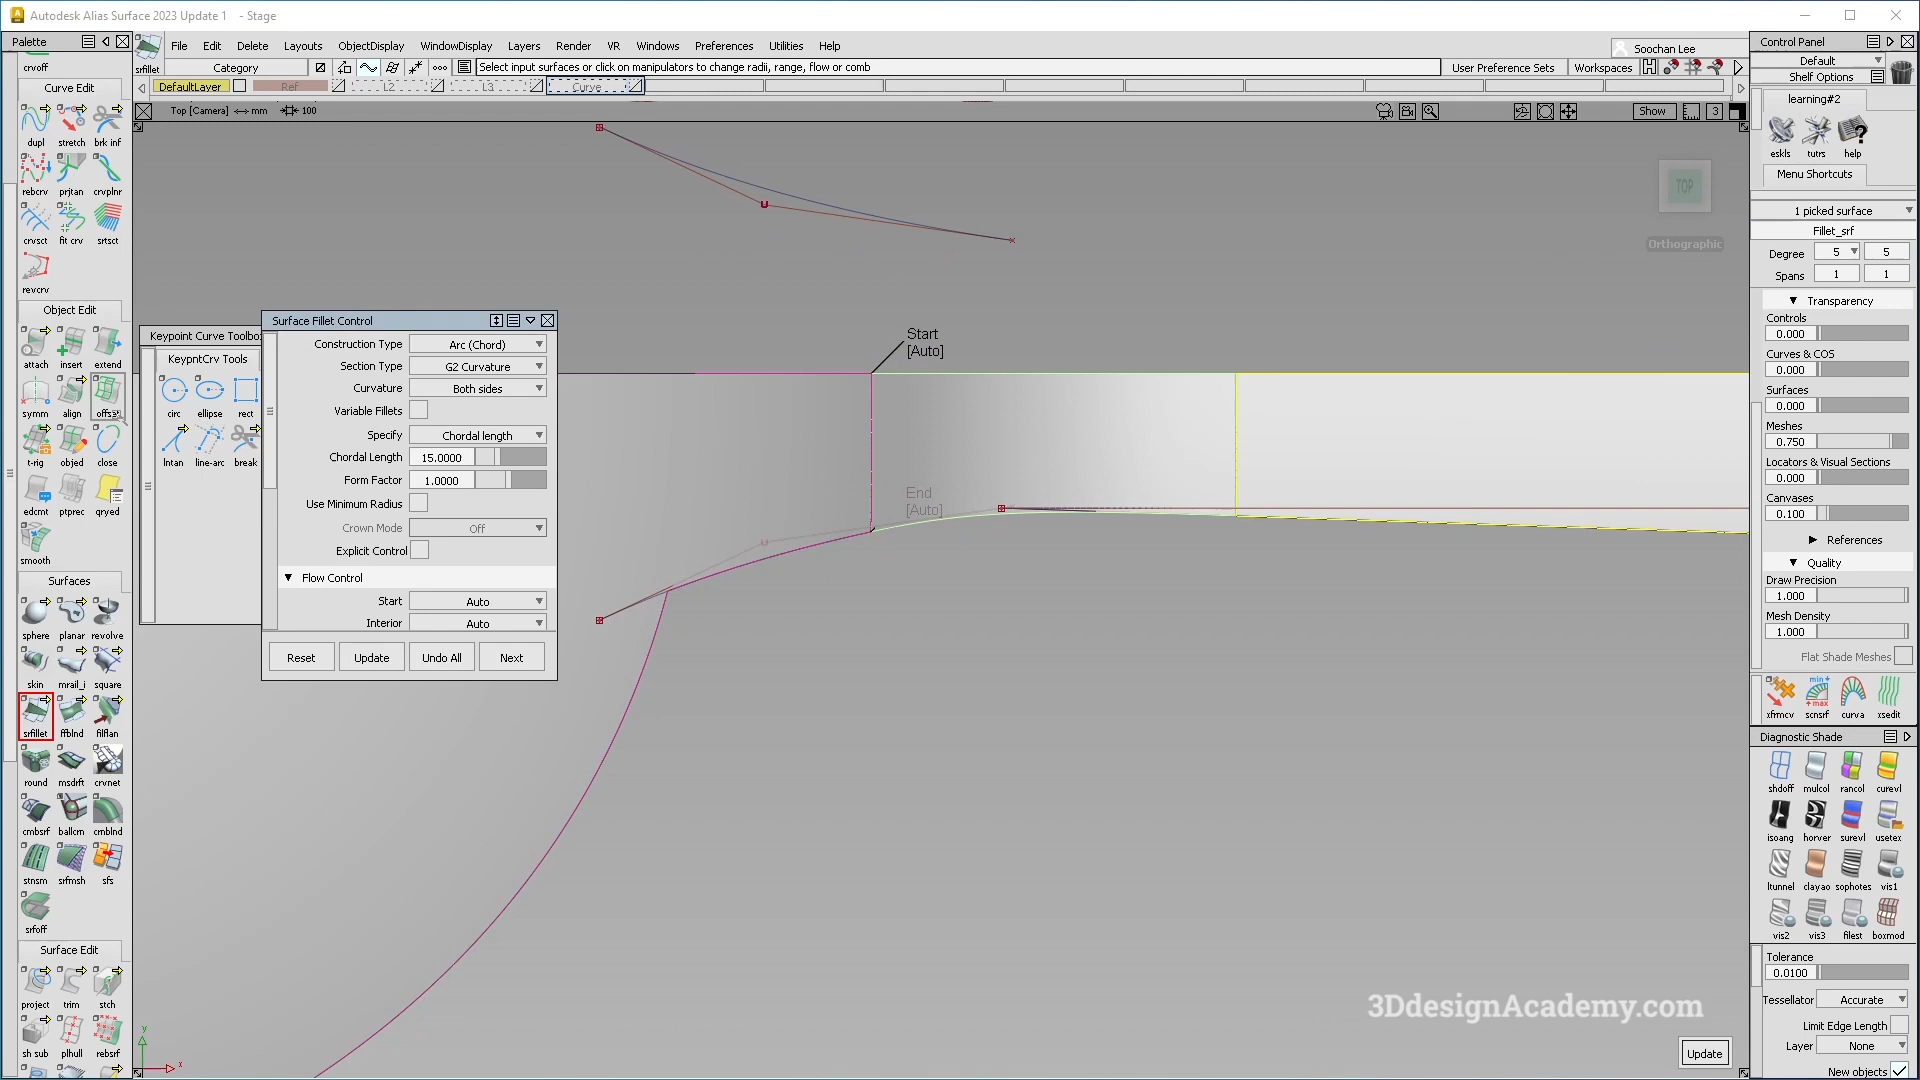 Autodesk Alias Surface 2023 Update 1 - Stage
Palette
crvoff
Curve Edit
dupl stretch brk inf
rebcrv prjtan crvplnr
crvsct fit crv srtsct
revcrv
Object Edit
attach insert extend
symm align offset
t-rig objed close
edcmt ptprec qryed
smooth
Surfaces
sphere planar revolve
skin mrail_i square
srfillet ffblnd filflan
round msdrft crvnet
cmbsrf ballcrn crnblnd
stnsrn srfmsh sfs
srfoff
Surface Edit
project trim stch
sh sub plhull rebsrf
File Edit Delete Layouts ObjectDisplay WindowDisplay Layers Render VR Windows Preferences Utilities Help
Soochan Lee
srfillet
Category
Select input surfaces or click on manipulators to change radii, range, flow or comb
User Preference Sets
Workspaces
DefaultLayer Ref L2 L3 Curve
Top [Camera] <-> mm 100
Show
3
TOP
Orthographic
Start
[Auto]
End
[Auto]
Keypoint Curve Toolbo
KeypntCrv Tools
circ ellipse rect
lntan line-arc break
Surface Fillet Control
Construction Type Arc (Chord)
Section Type G2 Curvature
Curvature Both sides
Variable Fillets
Specify Chordal length
Chordal Length 15.0000
Form Factor 1.0000
Use Minimum Radius
Crown Mode Off
Explicit Control
Flow Control
Start Auto
Interior Auto
Reset Update Undo All Next
y
x
3DdesignAcademy.com
Update
Control Panel
Default
Shelf Options
learning#2
eskls tutrs help
Menu Shortcuts
1 picked surface
Fillet_srf
Degree 5 5
Spans 1 1
Transparency
Controls
0.000
Curves & COS
0.000
Surfaces
0.000
Meshes
0.750
Locators & Visual Sections
0.000
Canvases
0.100
References
Quality
Draw Precision
1.000
Mesh Density
1.000
Flat Shade Meshes
min + max
xfrmcv scnsrf curva xsedit
Diagnostic Shade
shdoff mulcol rancol curevl
isoang horver surevl usetex
ltunnel clayao sophotes vis1
vis2 vis3 filest boxmod
Tolerance
0.0100
Tessellator Accurate
Limit Edge Length
Layer None
New objects